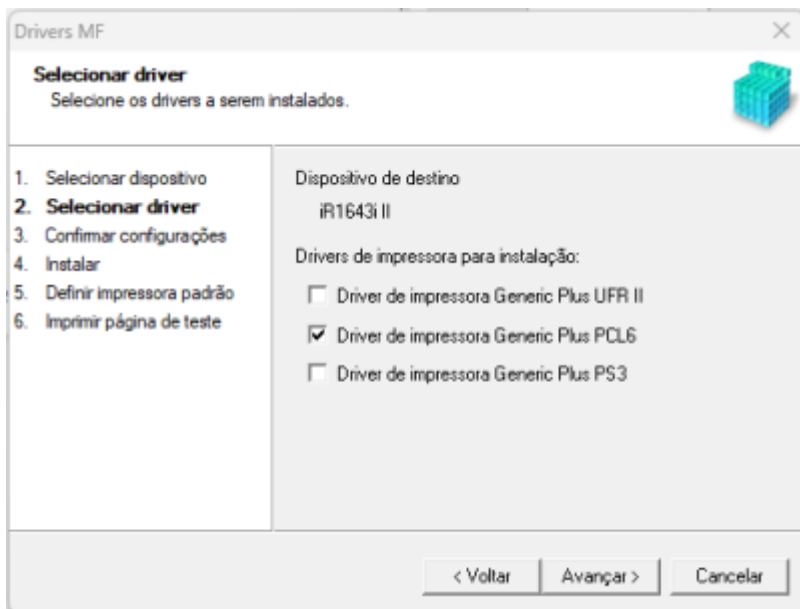 Drivers MF
Selecionar driver
Selecione os drivers a serem instalados.
1. Selecionar dispositivo
2. Selecionar driver
3. Confirmar configurações
4. Instalar
5. Definir impressora padrão
6. Imprimir página de teste
Dispositivo de destino
iR1643i II
Drivers de impressora para instalação:
Driver de impressora Generic Plus UFR II
Driver de impressora Generic Plus PCL6
Driver de impressora Generic Plus PS3
< Voltar
Avançar >
Cancelar